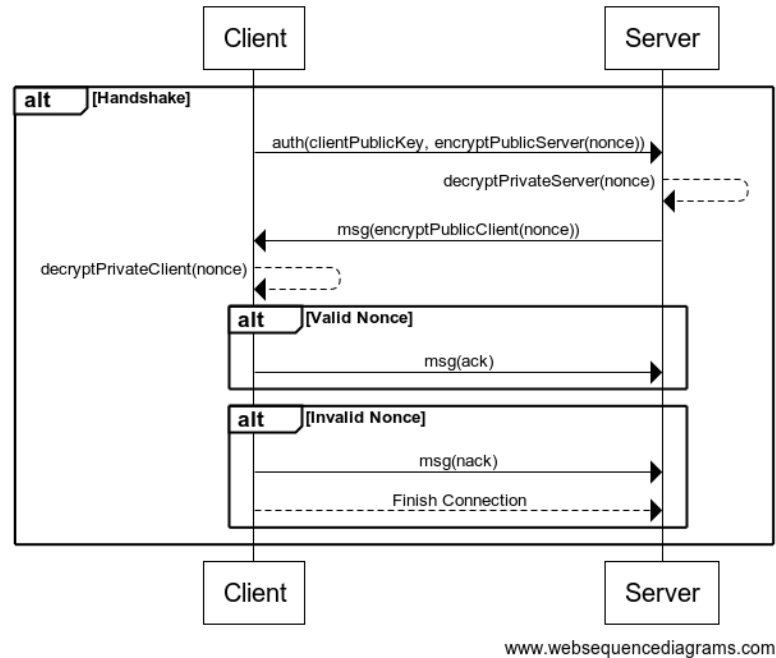 Client
Server
alt [Handshake]
auth(clientPublicKey, encryptPublicServer(nonce))
decryptPrivateServer(nonce)
msg(encryptPublicClient(nonce))
decryptPrivateClient(nonce)
alt [Valid Nonce]
msg(ack)
alt [Invalid Nonce]
msg(nack)
Finish Connection
Client
Server
www.websequencediagrams.com